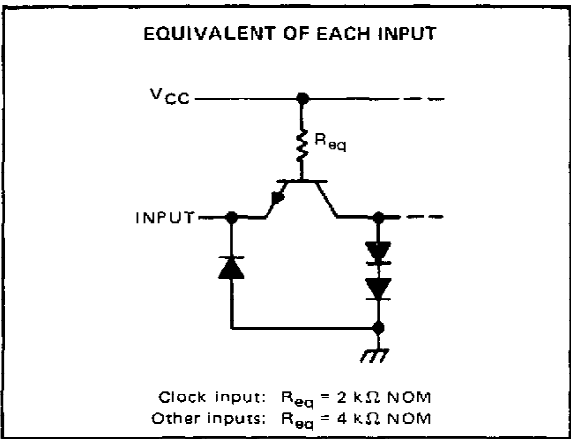 EQUIVALENT OF EACH INPUT
VCC
Req
INPUT
Clock input: Req = 2 kΩ NOM
Other inputs: Req = 4 kΩ NOM